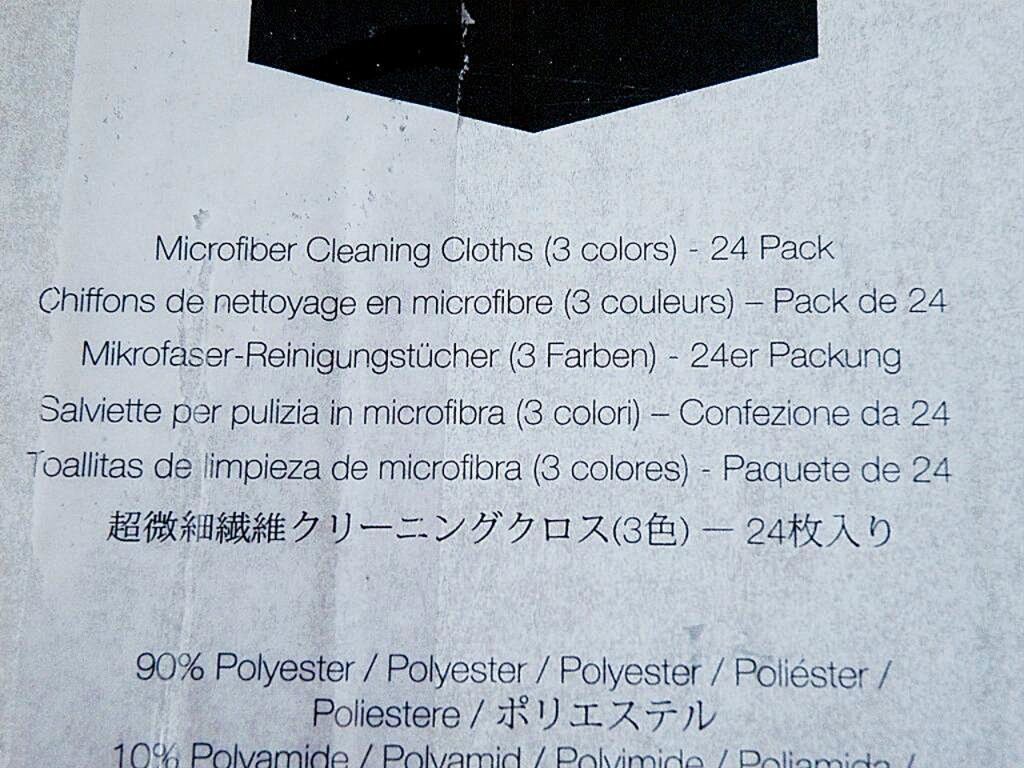 Microfiber Cleaning Cloths (3 colors) - 24 Pack
Chiffons de nettoyage en microfibre (3 couleurs) – Pack de 24
Mikrofaser-Reinigungstücher (3 Farben) - 24er Packung
Salviette per pulizia in microfibra (3 colori) – Confezione da 24
Toallitas de limpieza de microfibra (3 colores) - Paquete de 24
超微細繊維クリーニングクロス(3色) — 24枚入り
90% Polyester / Polyester / Polyester / Poliéster /
Poliestere / ポリエステル
10% Polyamide / Polyamid / Polyimide / Poliamida /